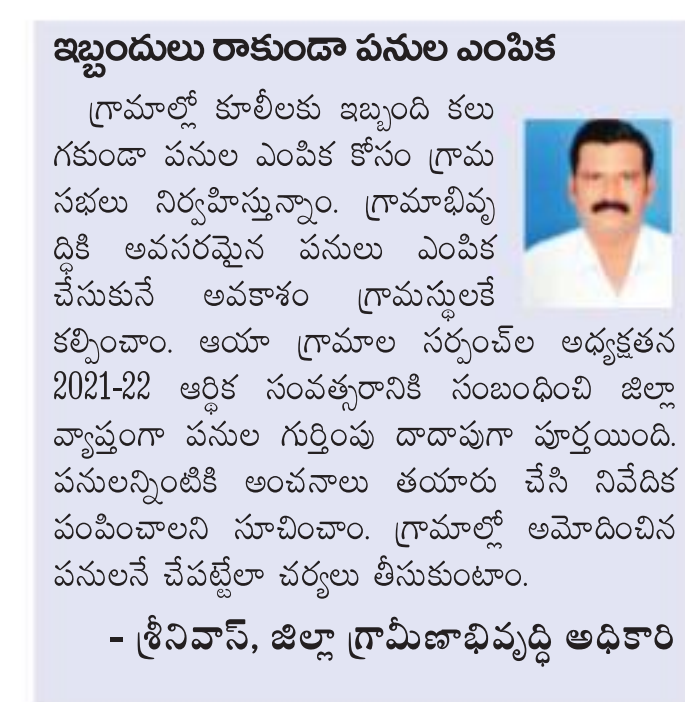 ఇబ్బందులు రాకుండా పనుల ఎంపిక
గ్రామాల్లో కూలీలకు ఇబ్బంది కలు
గకుండా పనుల ఎంపిక కోసం గ్రామ
సభలు నిర్వహిస్తున్నాం. గ్రామాభివృ
ద్ధికి అవసరమైన పనులు ఎంపిక
చేసుకునే అవకాశం గ్రామస్థులకే
కల్పించాం. ఆయా గ్రామాల సర్పంచ్‌ల అధ్యక్షతన
2021-22 ఆర్థిక సంవత్సరానికి సంబంధించి జిల్లా
వ్యాప్తంగా పనుల గుర్తింపు దాదాపుగా పూర్తయింది.
పనులన్నింటికి అంచనాలు తయారు చేసి నివేదిక
పంపించాలని సూచించాం. గ్రామాల్లో అమోదించిన
పనులనే చేపట్టేలా చర్యలు తీసుకుంటాం.
- శ్రీనివాస్, జిల్లా గ్రామీణాభివృద్ధి అధికారి